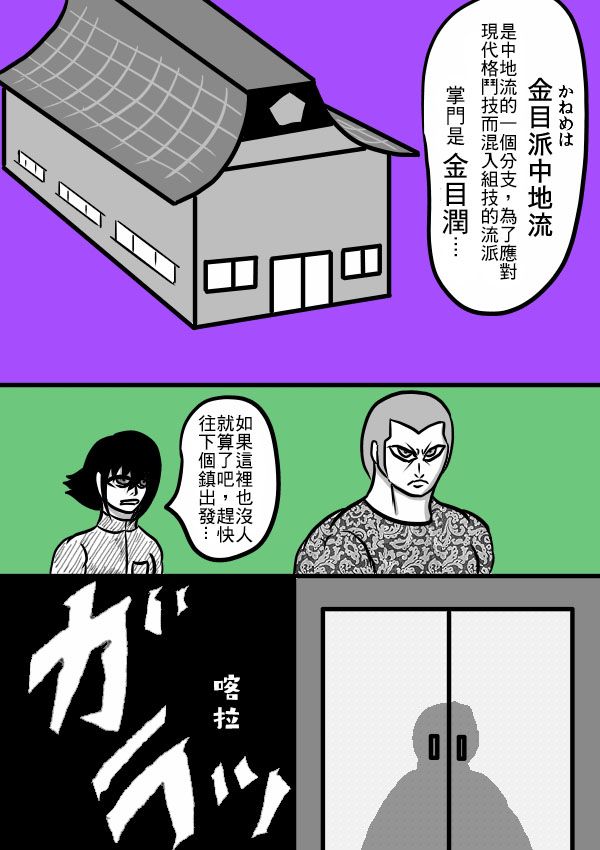 かねめは
金目派中地流
是中地流的一個分支，為了應對
現代格鬥技而混入組技的流派
掌門是 金目潤…
如果這裡也沒人
就算了吧，趕快
往下個鎮出發…
ガラッ
喀拉